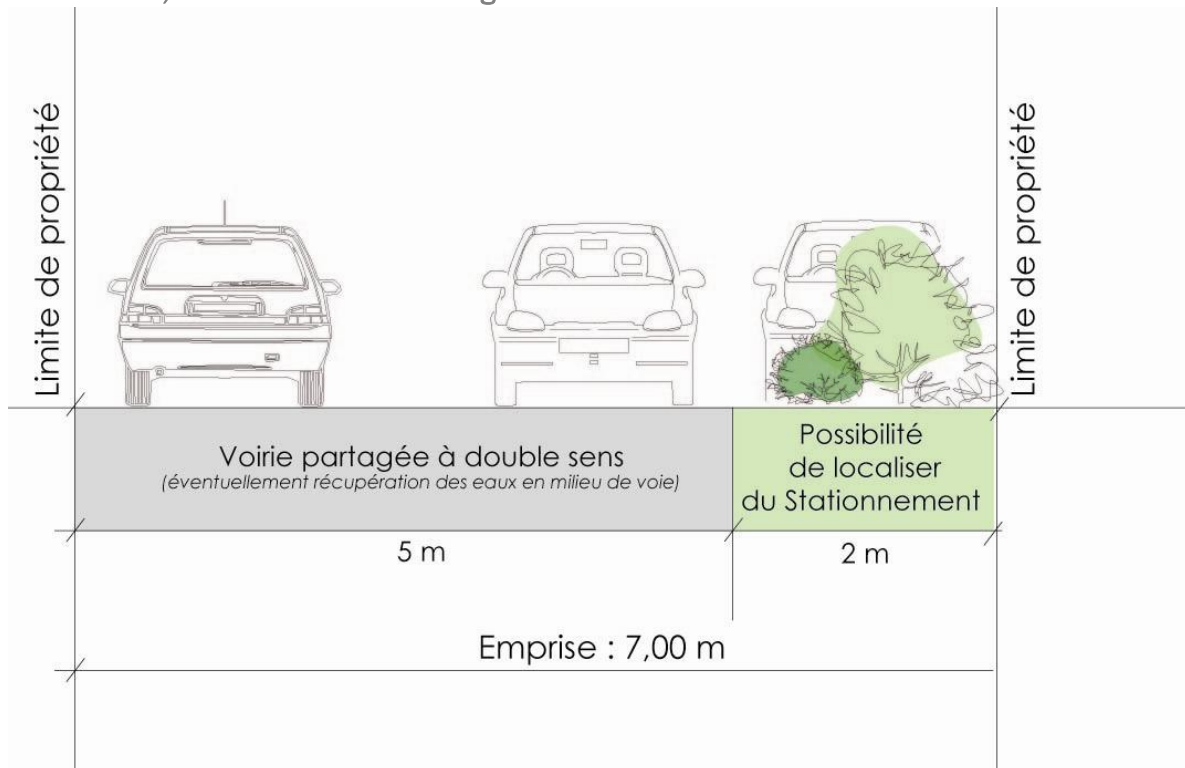 Limite de propriété
Limite de propriété
Voirie partagée à double sens
(éventuellement récupération des eaux en milieu de voie)
Possibilité
de localiser
du Stationnement
5 m
2 m
Emprise : 7,00 m